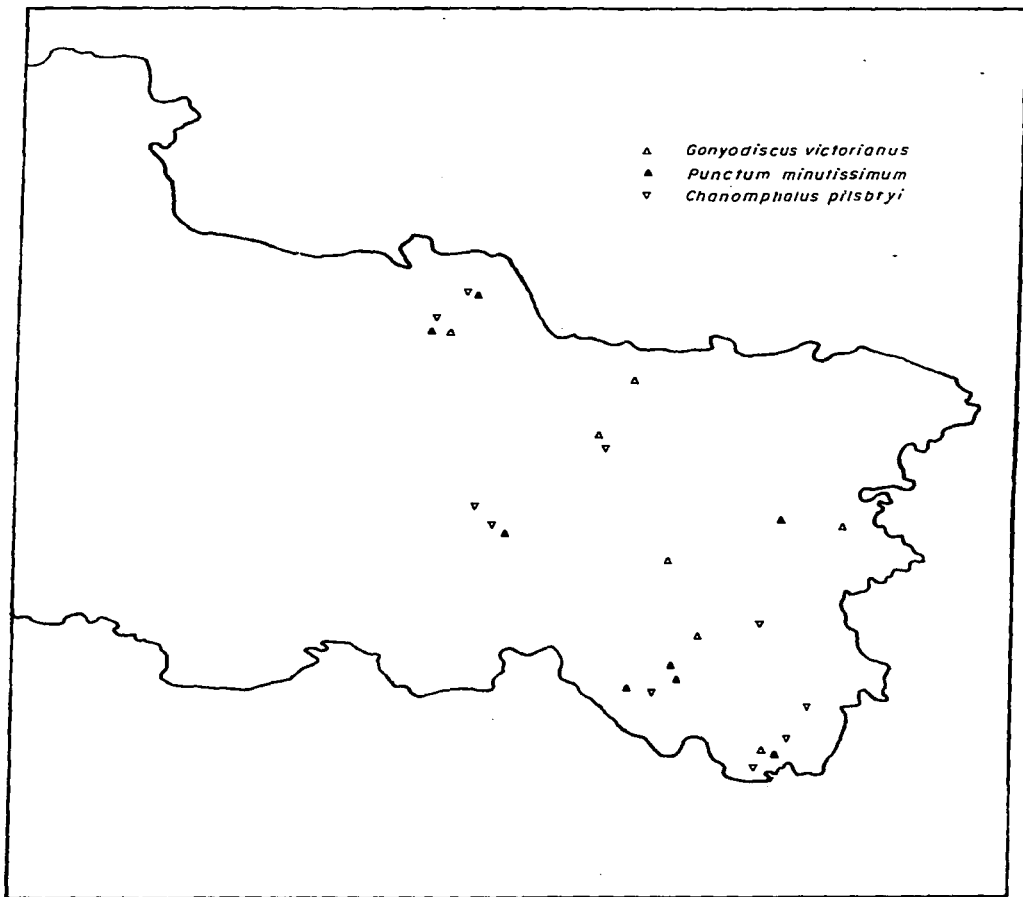 △ Gonyodiscus victorianus
▲ Punctum minutissimum
▽ Chanomphalus pilsbryi